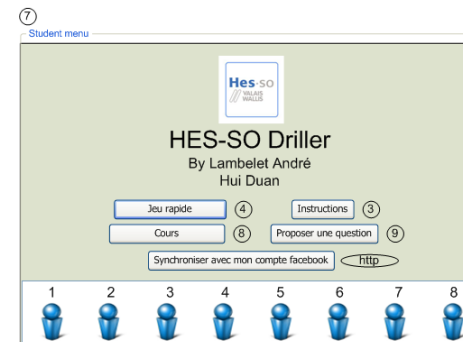 7
Student menu
Hes·so
VALAIS
WALLIS
HES-SO Driller
By Lambelet André
Hui Duan
Jeu rapide 4 Instructions 3
Cours 8 Proposer une question 9
Synchroniser avec mon compte facebook http
1 2 3 4 5 6 7 8